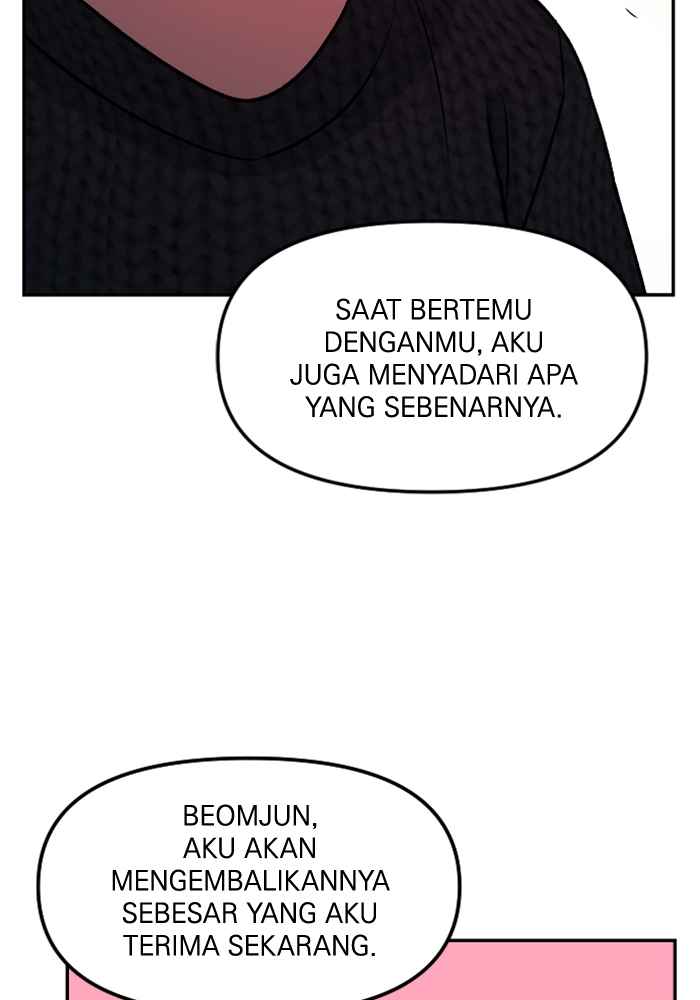 SAAT BERTEMU
DENGANMU, AKU
JUGA MENYADARI APA
YANG SEBENARNYA.
BEOMJUN,
AKU AKAN
MENGEMBALIKANNYA
SEBESAR YANG AKU
TERIMA SEKARANG.